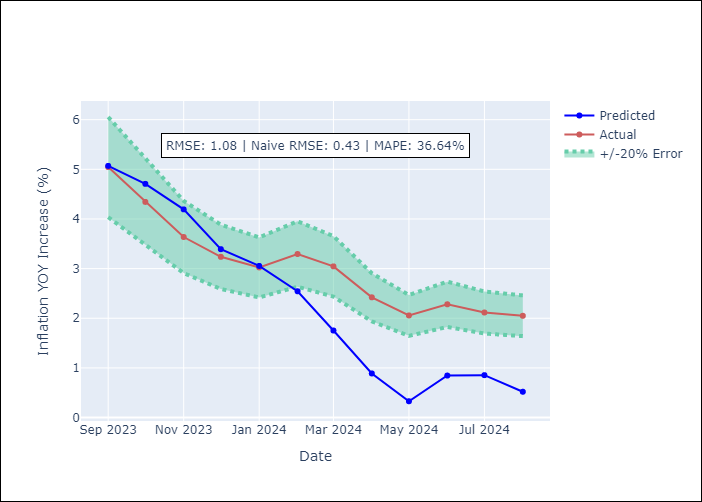 RMSE: 1.08 | Naive RMSE: 0.43 | MAPE: 36.64%
Predicted
Actual
+/-20% Error
Inflation YOY Increase (%)
6
5
4
3
2
1
0
Sep 2023
Nov 2023
Jan 2024
Mar 2024
May 2024
Jul 2024
Date